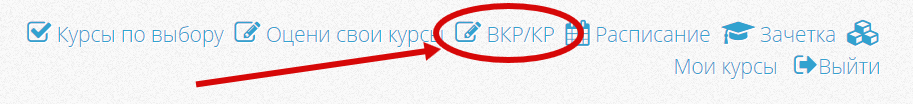 Курсы по выбору Оцени свои курсы ВКР/КР Расписание Зачетка
Мои курсы Выйти